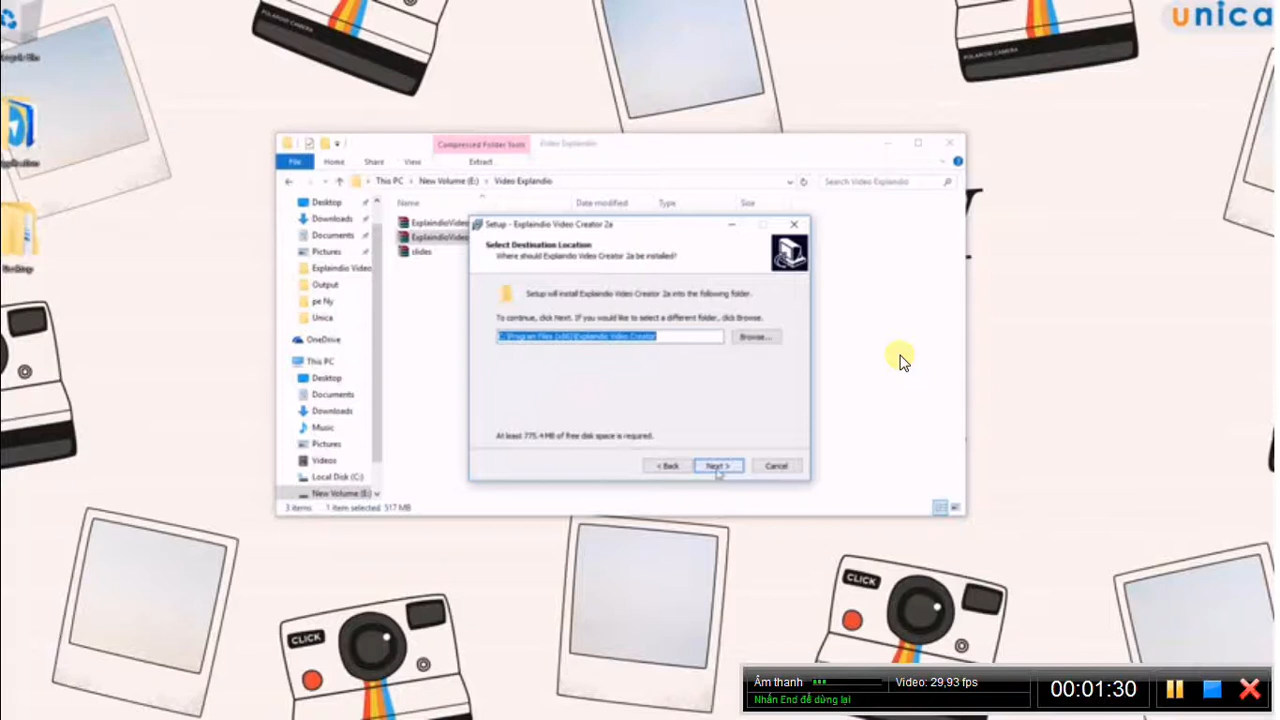 unica
POLAROID CAMERA
POLAROID CAMERA
Compressed Folder Tools
Video Explandio
File
Home
Share
View
Extract
This PC
New Volume (E:)
Video Explandio
Search Video Explandio
Name
Date modified
Type
Size
Desktop
Downloads
Documents
Pictures
Explaindio Video
Output
pe Ny
Unica
OneDrive
This PC
Desktop
Documents
Downloads
Music
Pictures
Videos
Local Disk (C:)
New Volume (E:)
ExplaindioVideo
ExplaindioVideo
slides
Setup - Explaindio Video Creator 2a
Select Destination Location
Where should Explaindio Video Creator 2a be installed?
Setup will install Explaindio Video Creator 2a into the following folder.
To continue, click Next. If you would like to select a different folder, click Browse.
C:\Program Files (x86)\Explaindio Video Creator
Browse...
At least 775.4 MB of free disk space is required.
< Back
Next >
Cancel
3 items
1 item selected 517 MB
CLICK
CLICK
Âm thanh
Video: 29,93 fps
Nhấn End để dừng lại
00:01:30